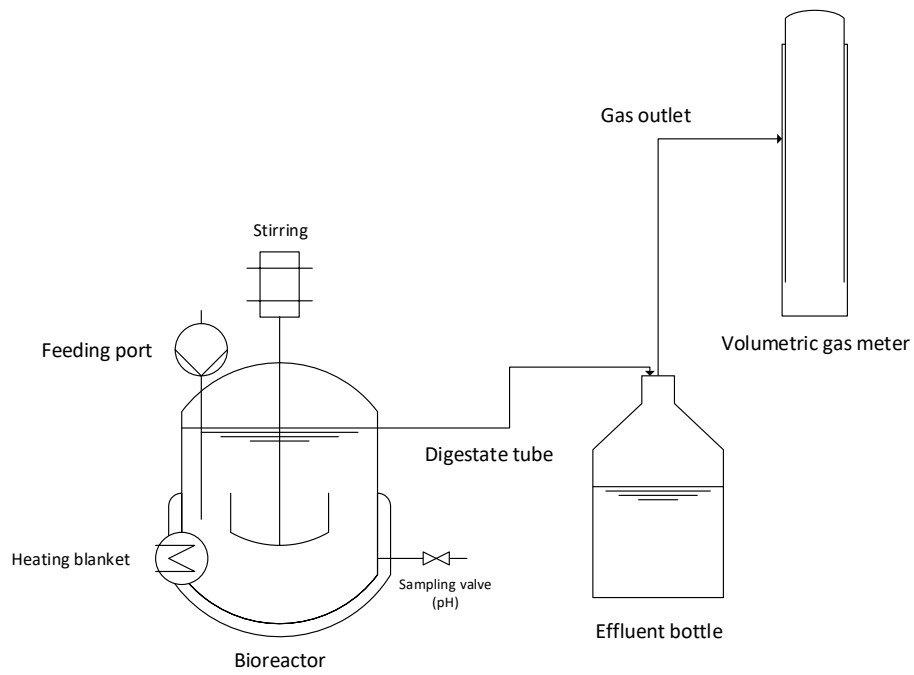 Gas outlet
Stirring
Volumetric gas meter
Feeding port
Digestate tube
Heating blanket
Sampling valve
(pH)
Effluent bottle
Bioreactor